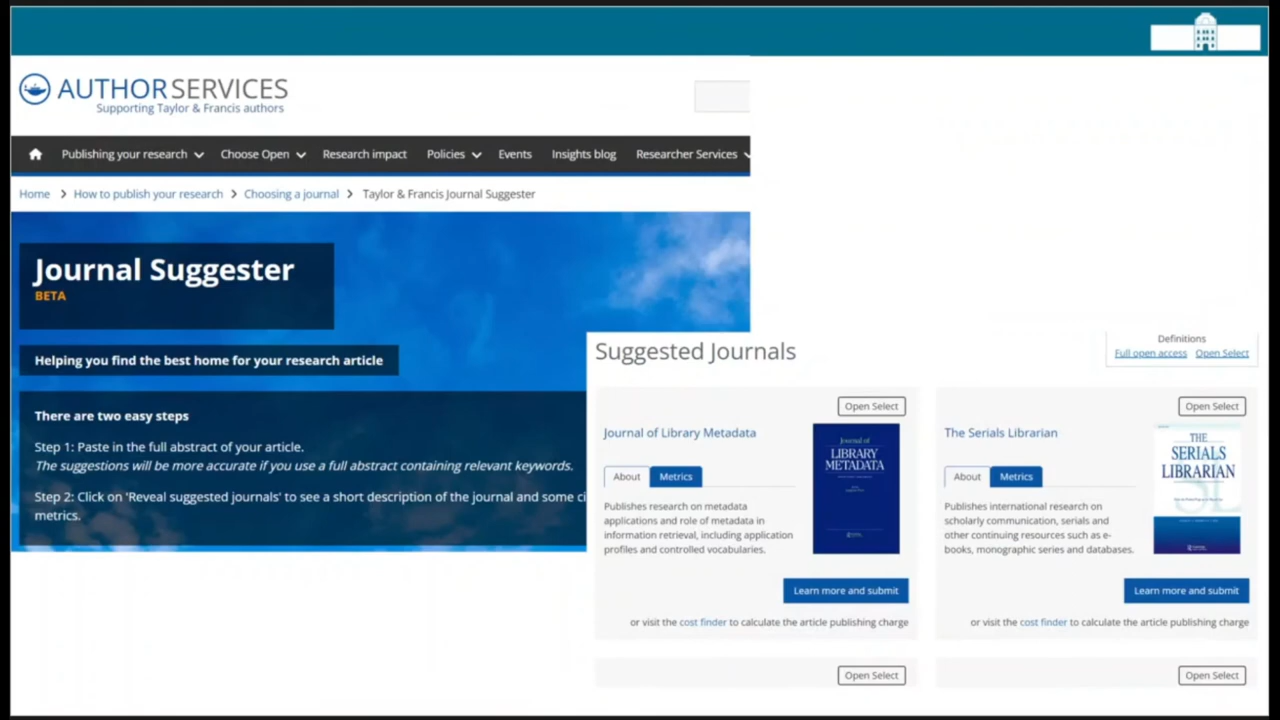 AUTHORSERVICES
Supporting Taylor & Francis authors
Publishing your research Choose Open Research impact Policies Events Insights blog Researcher Services
Home > How to publish your research > Choosing a journal > Taylor & Francis Journal Suggester
Journal Suggester
BETA
Helping you find the best home for your research article
There are two easy steps
Step 1: Paste in the full abstract of your article.
The suggestions will be more accurate if you use a full abstract containing relevant keywords.
Step 2: Click on 'Reveal suggested journals' to see a short description of the journal and some ci
metrics.
Suggested Journals
Definitions
Full open access Open Select
Open Select
Journal of Library Metadata
About Metrics
Publishes research on metadata
applications and role of metadata in
information retrieval, including application
profiles and controlled vocabularies.
Journal of
LIBRARY
METADATA
Learn more and submit
or visit the cost finder to calculate the article publishing charge
Open Select
The Serials Librarian
About Metrics
Publishes international research on
scholarly communication, serials and
other continuing resources such as e-
books, monographic series and databases.
THE
SERIALS
LIBRARIAN
Learn more and submit
or visit the cost finder to calculate the article publishing charge
Open Select
Open Select